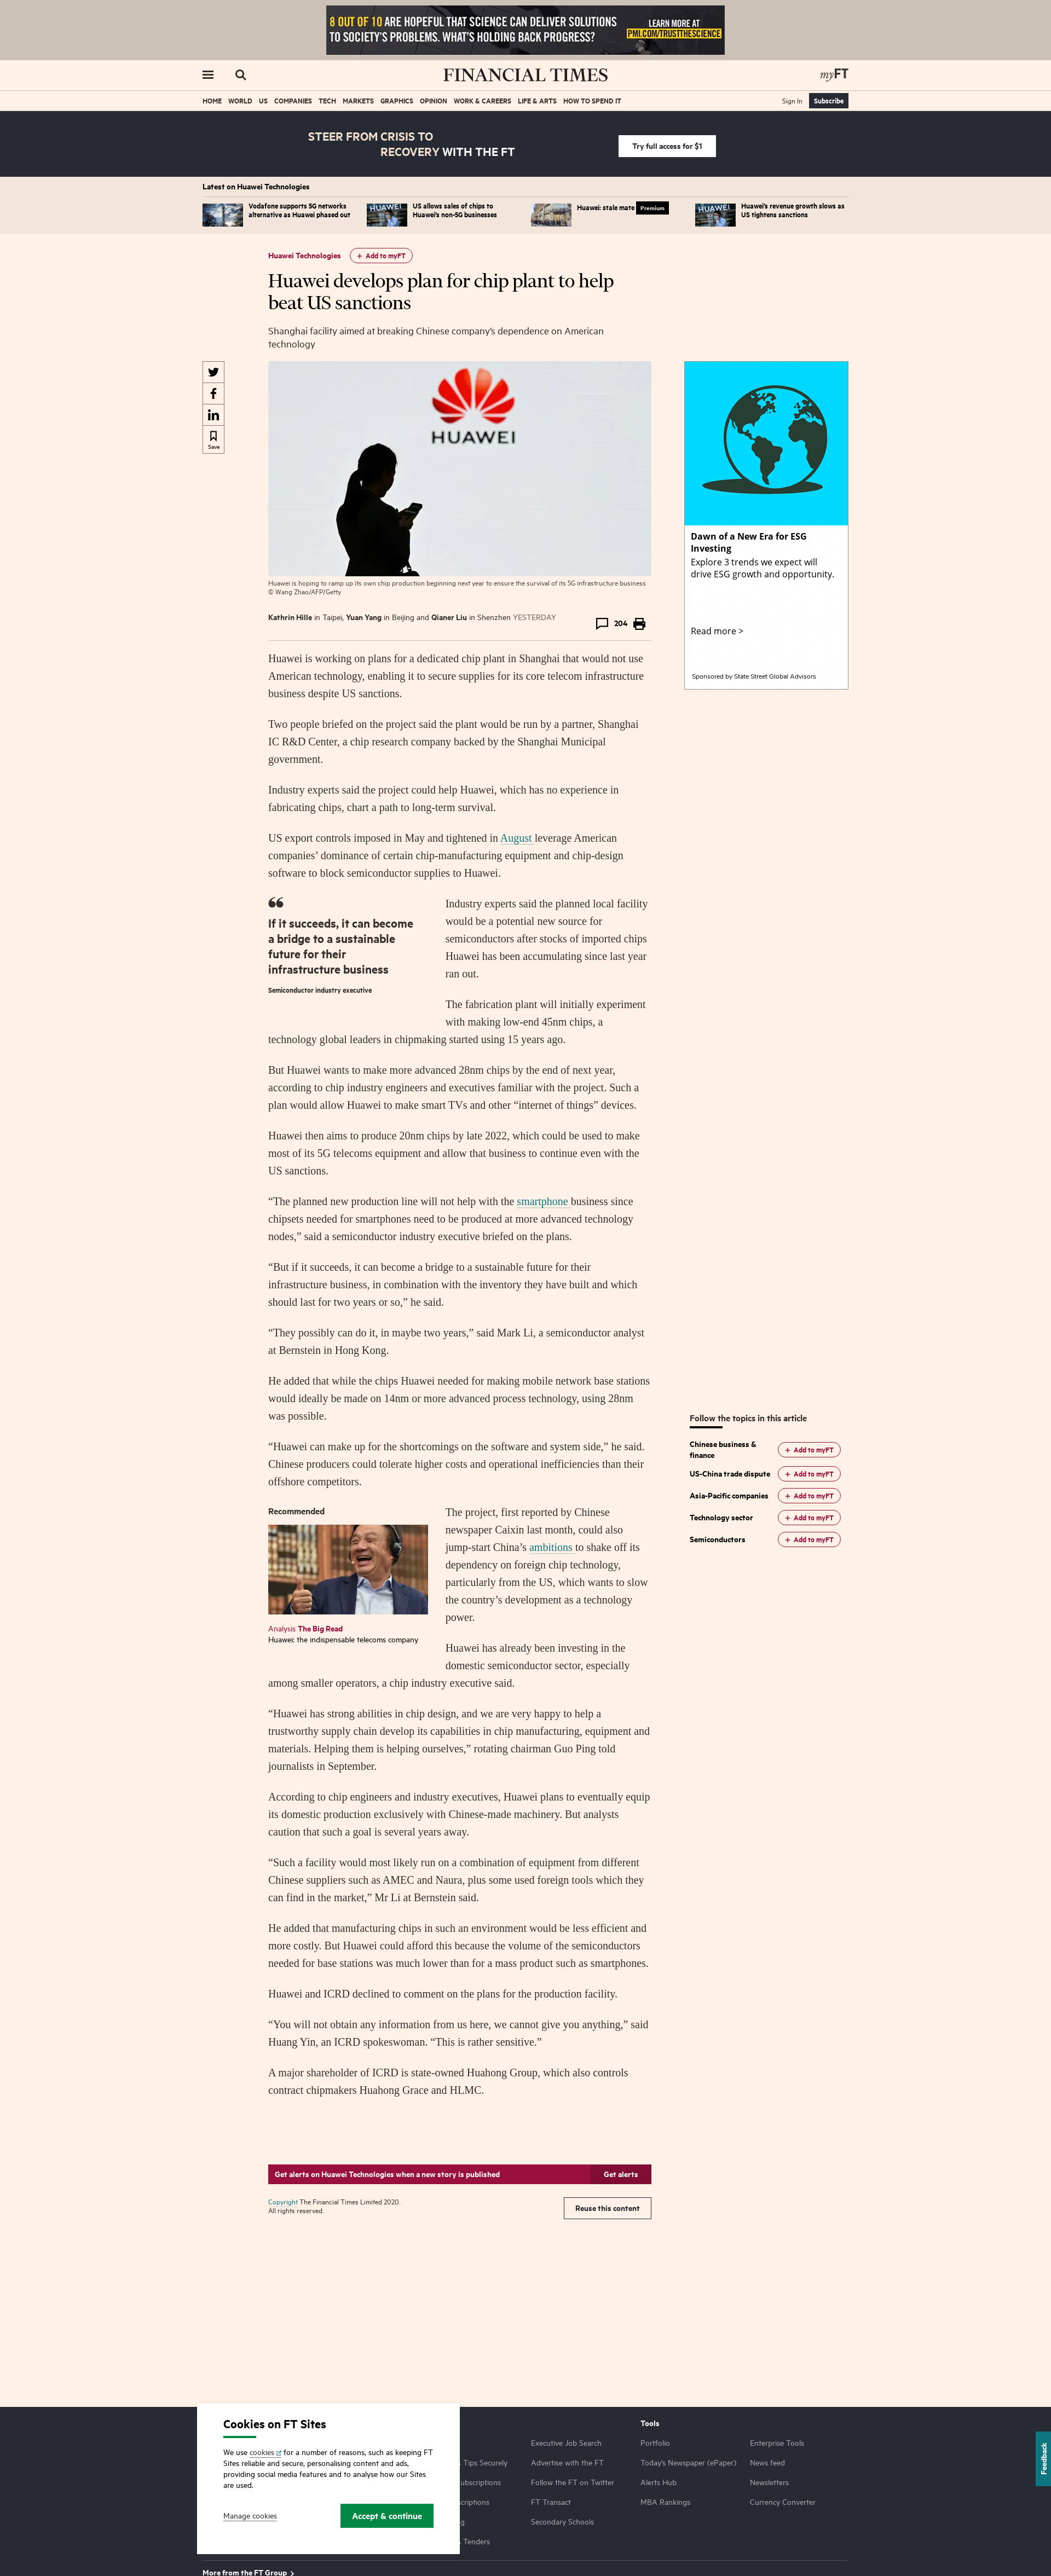 8 OUT OF 10 ARE HOPEFUL THAT SCIENCE CAN DELIVER SOLUTIONS
TO SOCIETY'S PROBLEMS. WHAT'S HOLDING BACK PROGRESS?
LEARN MORE AT
PMI.COM/TRUSTTHESCIENCE
FINANCIAL TIMES
myFT
HOME WORLD US COMPANIES TECH MARKETS GRAPHICS OPINION WORK & CAREERS LIFE & ARTS HOW TO SPEND IT
Sign In
Subscribe
STEER FROM CRISIS TO
RECOVERY WITH THE FT
Try full access for $1
Latest on Huawei Technologies
Vodafone supports 5G networks
alternative as Huawei phased out
US allows sales of chips to
Huawei's non-5G businesses
Huawei: stale mate Premium
Huawei's revenue growth slows as
US tightens sanctions
Huawei Technologies
+ Add to myFT
Huawei develops plan for chip plant to help
beat US sanctions
Shanghai facility aimed at breaking Chinese company's dependence on American
technology
Save
HUAWEI
Huawei is hoping to ramp up its own chip production beginning next year to ensure the survival of its 5G infrastructure business
© Wang Zhao/AFP/Getty
Kathrin Hille in Taipei, Yuan Yang in Beijing and Qianer Liu in Shenzhen YESTERDAY
204
Dawn of a New Era for ESG
Investing
Explore 3 trends we expect will
drive ESG growth and opportunity.
Read more >
Sponsored by State Street Global Advisors
Huawei is working on plans for a dedicated chip plant in Shanghai that would not use
American technology, enabling it to secure supplies for its core telecom infrastructure
business despite US sanctions.
Two people briefed on the project said the plant would be run by a partner, Shanghai
IC R&D Center, a chip research company backed by the Shanghai Municipal
government.
Industry experts said the project could help Huawei, which has no experience in
fabricating chips, chart a path to long-term survival.
US export controls imposed in May and tightened in August leverage American
companies' dominance of certain chip-manufacturing equipment and chip-design
software to block semiconductor supplies to Huawei.
If it succeeds, it can become
a bridge to a sustainable
future for their
infrastructure business
Semiconductor industry executive
Industry experts said the planned local facility
would be a potential new source for
semiconductors after stocks of imported chips
Huawei has been accumulating since last year
ran out.
The fabrication plant will initially experiment
with making low-end 45nm chips, a
technology global leaders in chipmaking started using 15 years ago.
But Huawei wants to make more advanced 28nm chips by the end of next year,
according to chip industry engineers and executives familiar with the project. Such a
plan would allow Huawei to make smart TVs and other “internet of things” devices.
Huawei then aims to produce 20nm chips by late 2022, which could be used to make
most of its 5G telecoms equipment and allow that business to continue even with the
US sanctions.
“The planned new production line will not help with the smartphone business since
chipsets needed for smartphones need to be produced at more advanced technology
nodes,” said a semiconductor industry executive briefed on the plans.
“But if it succeeds, it can become a bridge to a sustainable future for their
infrastructure business, in combination with the inventory they have built and which
should last for two years or so,” he said.
“They possibly can do it, in maybe two years,” said Mark Li, a semiconductor analyst
at Bernstein in Hong Kong.
He added that while the chips Huawei needed for making mobile network base stations
would ideally be made on 14nm or more advanced process technology, using 28nm
was possible.
“Huawei can make up for the shortcomings on the software and system side,” he said.
Chinese producers could tolerate higher costs and operational inefficiencies than their
offshore competitors.
Follow the topics in this article
Chinese business &
finance
+ Add to myFT
US-China trade dispute
+ Add to myFT
Asia-Pacific companies
+ Add to myFT
Technology sector
+ Add to myFT
Semiconductors
+ Add to myFT
Recommended
Analysis The Big Read
Huawei: the indispensable telecoms company
The project, first reported by Chinese
newspaper Caixin last month, could also
jump-start China's ambitions to shake off its
dependency on foreign chip technology,
particularly from the US, which wants to slow
the country's development as a technology
power.
Huawei has already been investing in the
domestic semiconductor sector, especially
among smaller operators, a chip industry executive said.
“Huawei has strong abilities in chip design, and we are very happy to help a
trustworthy supply chain develop its capabilities in chip manufacturing, equipment and
materials. Helping them is helping ourselves,” rotating chairman Guo Ping told
journalists in September.
According to chip engineers and industry executives, Huawei plans to eventually equip
its domestic production exclusively with Chinese-made machinery. But analysts
caution that such a goal is several years away.
“Such a facility would most likely run on a combination of equipment from different
Chinese suppliers such as AMEC and Naura, plus some used foreign tools which they
can find in the market,” Mr Li at Bernstein said.
He added that manufacturing chips in such an environment would be less efficient and
more costly. But Huawei could afford this because the volume of the semiconductors
needed for base stations was much lower than for a mass product such as smartphones.
Huawei and ICRD declined to comment on the plans for the production facility.
“You will not obtain any information from us here, we cannot give you anything,” said
Huang Yin, an ICRD spokeswoman. “This is rather sensitive.”
A major shareholder of ICRD is state-owned Huahong Group, which also controls
contract chipmakers Huahong Grace and HLMC.
Get alerts on Huawei Technologies when a new story is published
Get alerts
Copyright The Financial Times Limited 2020.
All rights reserved.
Reuse this content
Cookies on FT Sites
We use cookies for a number of reasons, such as keeping FT
Sites reliable and secure, personalising content and ads,
providing social media features and to analyse how our Sites
are used.
Manage cookies
Accept & continue
Tips Securely
Tenders
Executive Job Search
Advertise with the FT
Follow the FT on Twitter
FT Transact
Secondary Schools
Tools
Portfolio
Today's Newspaper (ePaper)
Alerts Hub
MBA Rankings
Enterprise Tools
News feed
Newsletters
Currency Converter
Feedback
More from the FT Group